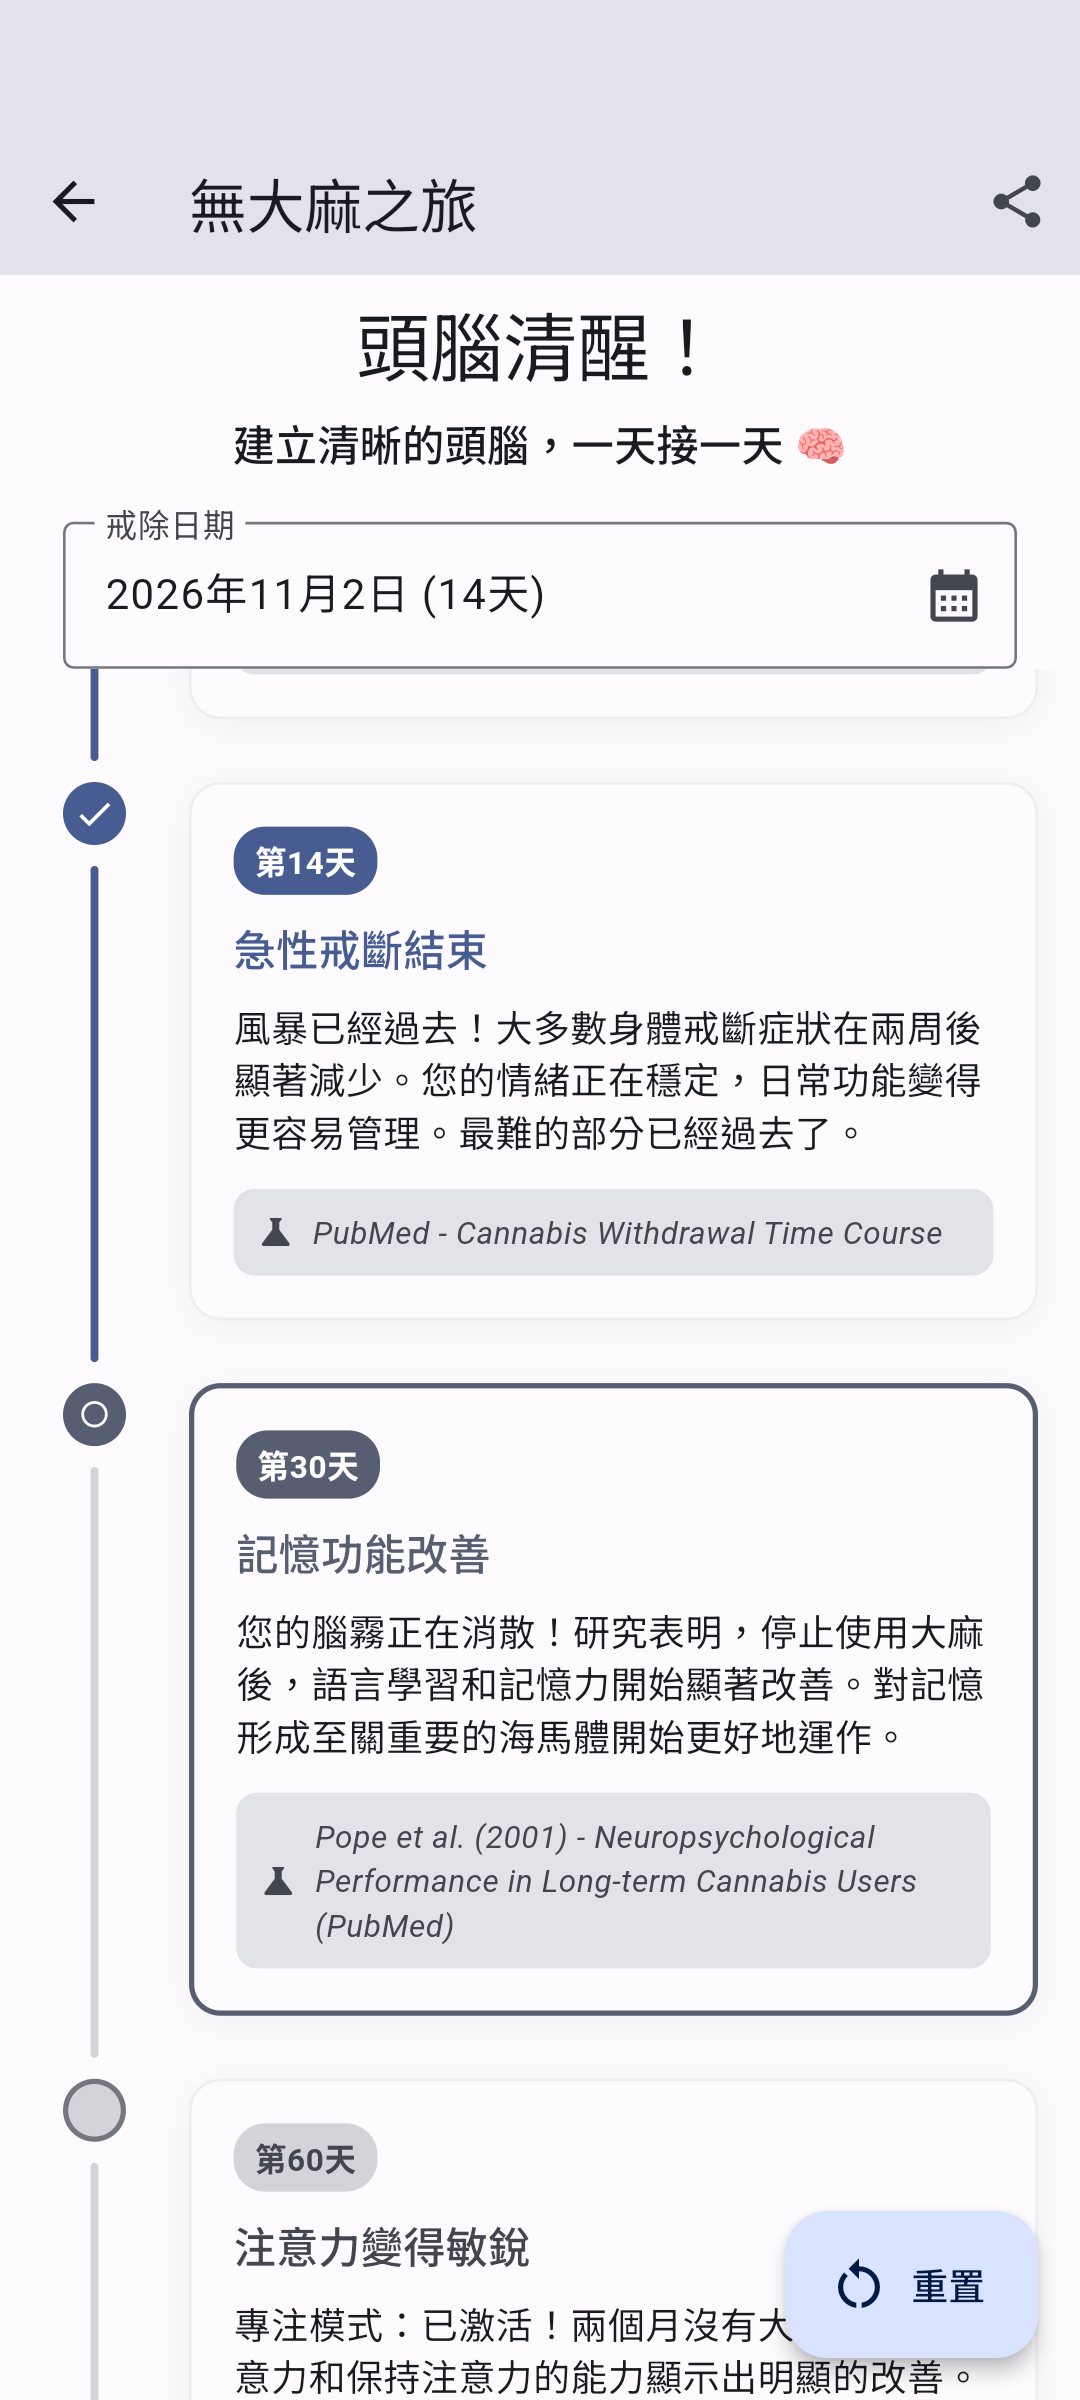 無大麻之旅
頭腦清醒！
建立清晰的頭腦，一天接一天 🧠
戒除日期
2026年11月2日 (14天)
第14天
急性戒斷結束
風暴已經過去！大多數身體戒斷症狀在兩周後
顯著減少。您的情緒正在穩定，日常功能變得
更容易管理。最難的部分已經過去了。
PubMed - Cannabis Withdrawal Time Course
第30天
記憶功能改善
您的腦霧正在消散！研究表明，停止使用大麻
後，語言學習和記憶力開始顯著改善。對記憶
形成至關重要的海馬體開始更好地運作。
Pope et al. (2001) - Neuropsychological
Performance in Long-term Cannabis Users
(PubMed)
第60天
注意力變得敏銳
專注模式：已激活！兩個月沒有大
意力和保持注意力的能力顯示出明顯的改善。
重置